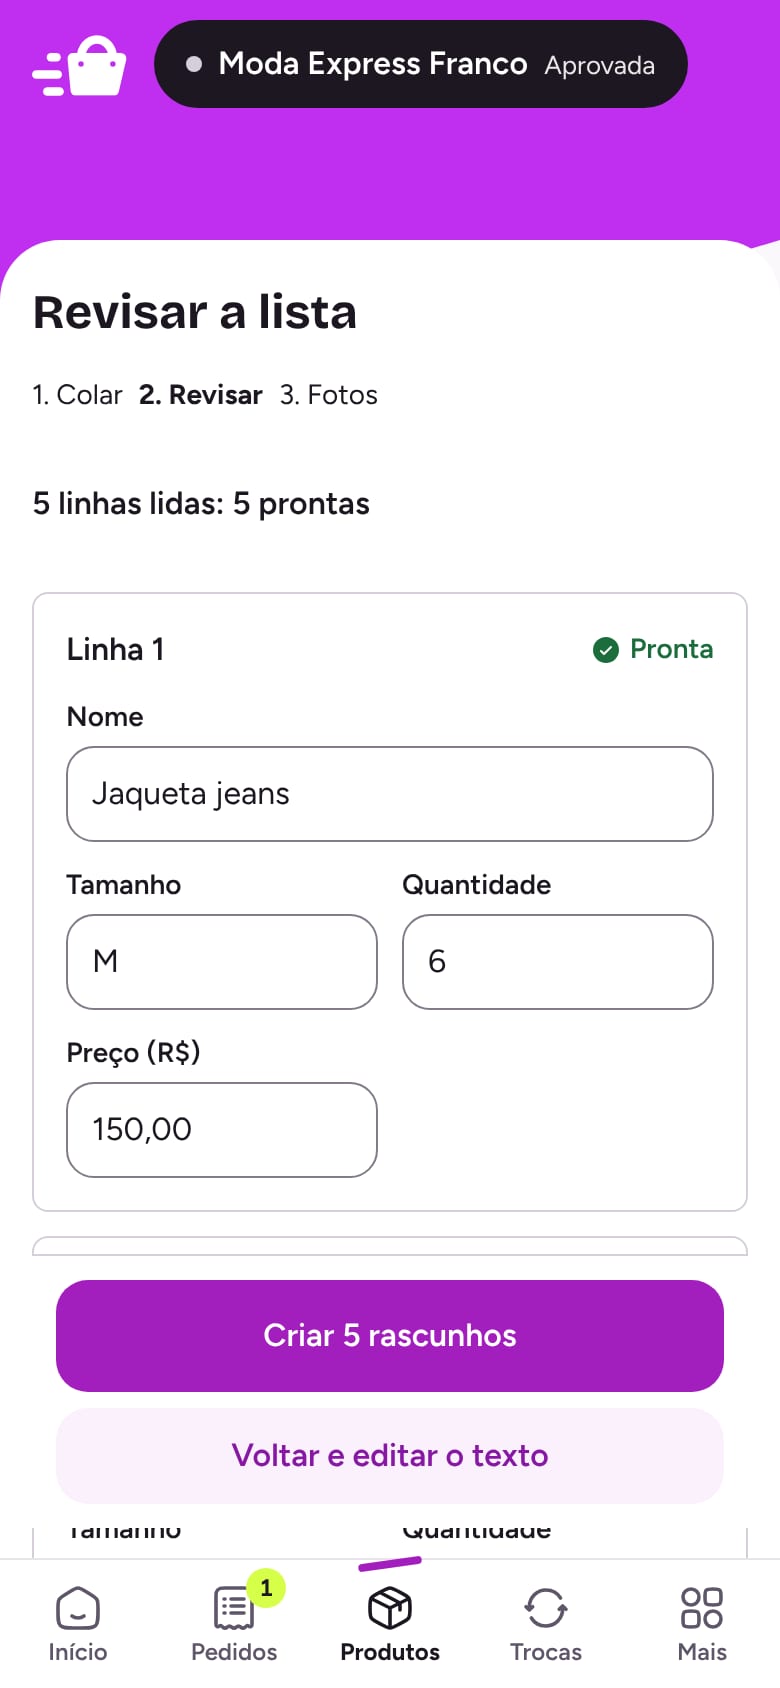 Moda Express Franco Aprovada
Revisar a lista
1. Colar 2. Revisar 3. Fotos
5 linhas lidas: 5 prontas
Linha 1 Pronta
Nome
Jaqueta jeans
Tamanho Quantidade
M 6
Preço (R$)
150,00
Criar 5 rascunhos
Voltar e editar o texto
Tamanho Quantidade
1
Início Pedidos Produtos Trocas Mais